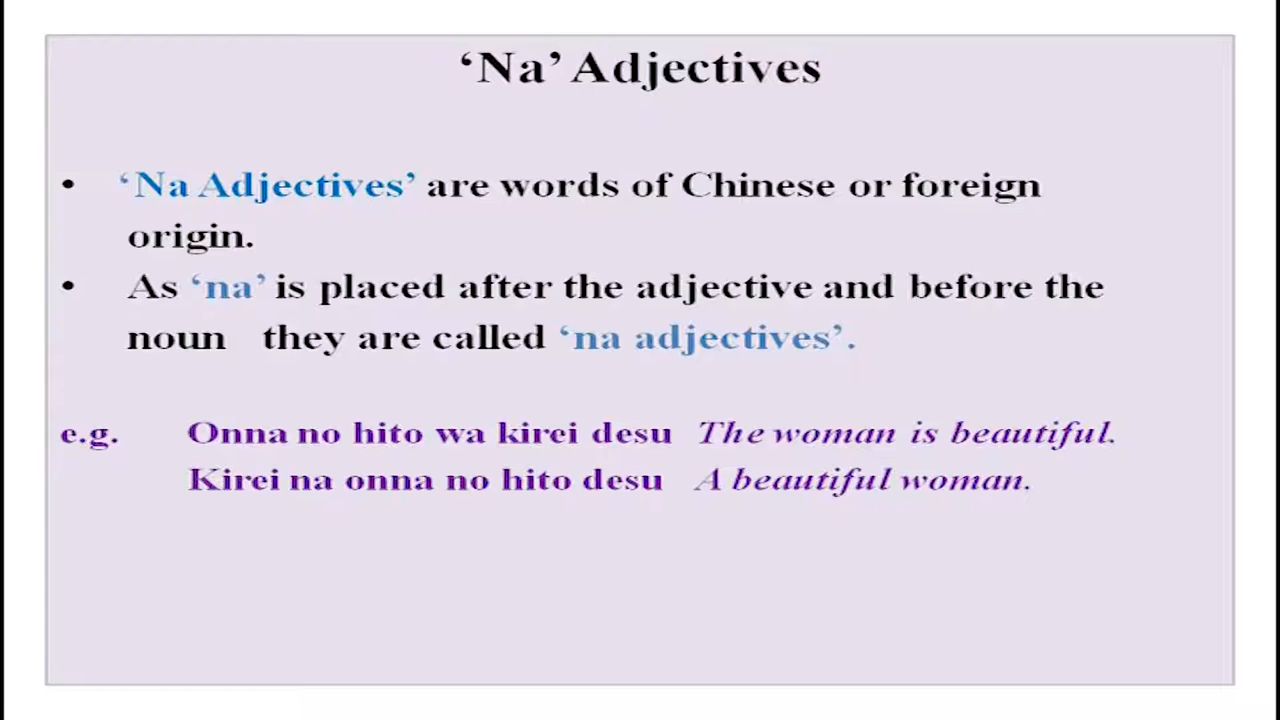 ‘Na’ Adjectives
• ‘Na Adjectives’ are words of Chinese or foreign
origin.
• As ‘na’ is placed after the adjective and before the
noun they are called ‘na adjectives’.
e.g. Onna no hito wa kirei desu The woman is beautiful.
Kirei na onna no hito desu A beautiful woman.